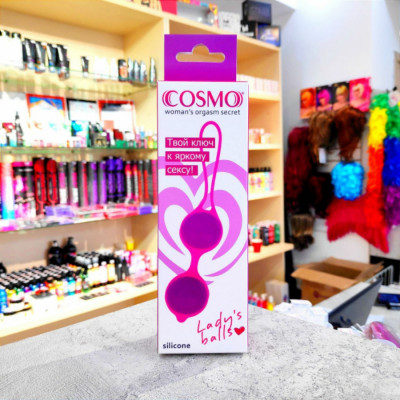 COSMO
woman's orgasm secret
Твой ключ
к яркому
сексу!
Lady's
balls
silicone